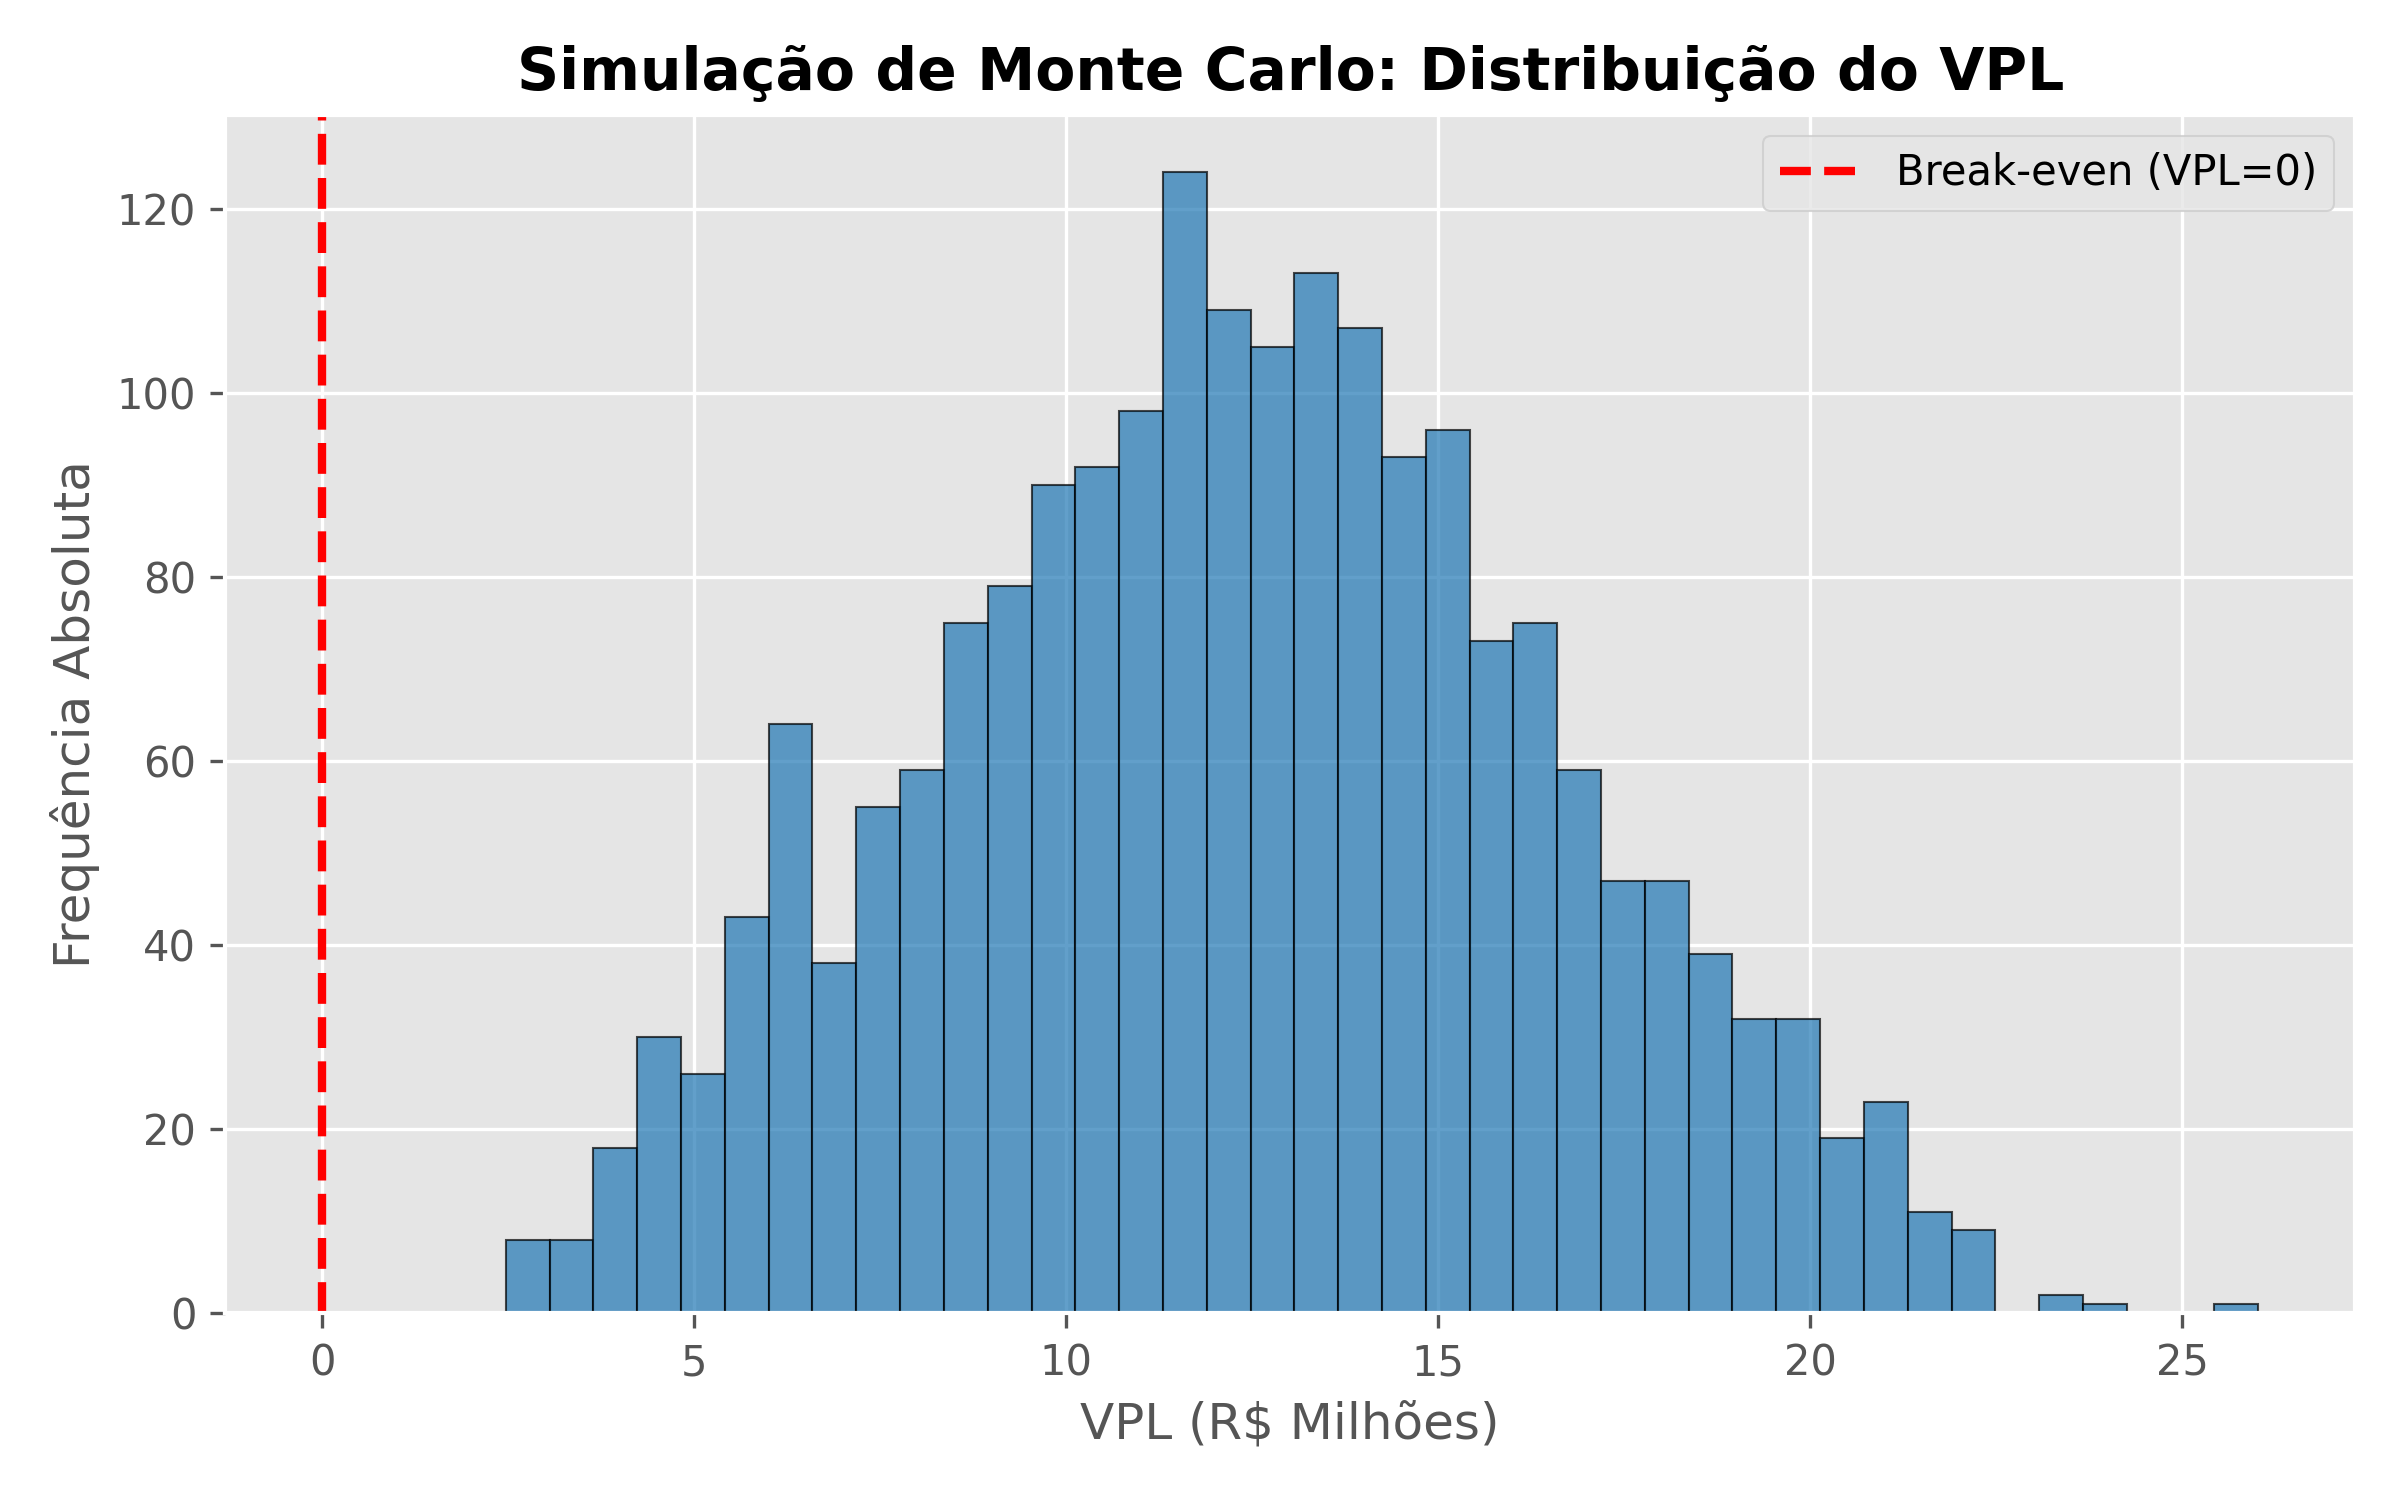 Simulação de Monte Carlo: Distribuição do VPL
Break-even (VPL=0)
Frequência Absoluta
120
100
80
60
40
20
0
0 5 10 15 20 25
VPL (R$ Milhões)